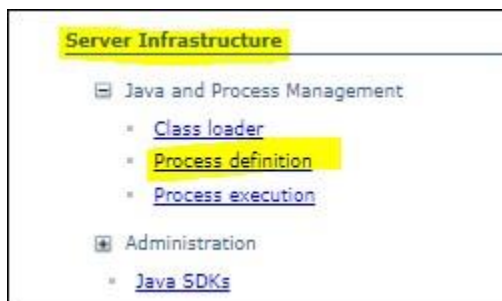 Server Infrastructure
Java and Process Management
Class loader
Process definition
Process execution
Administration
Java SDKs